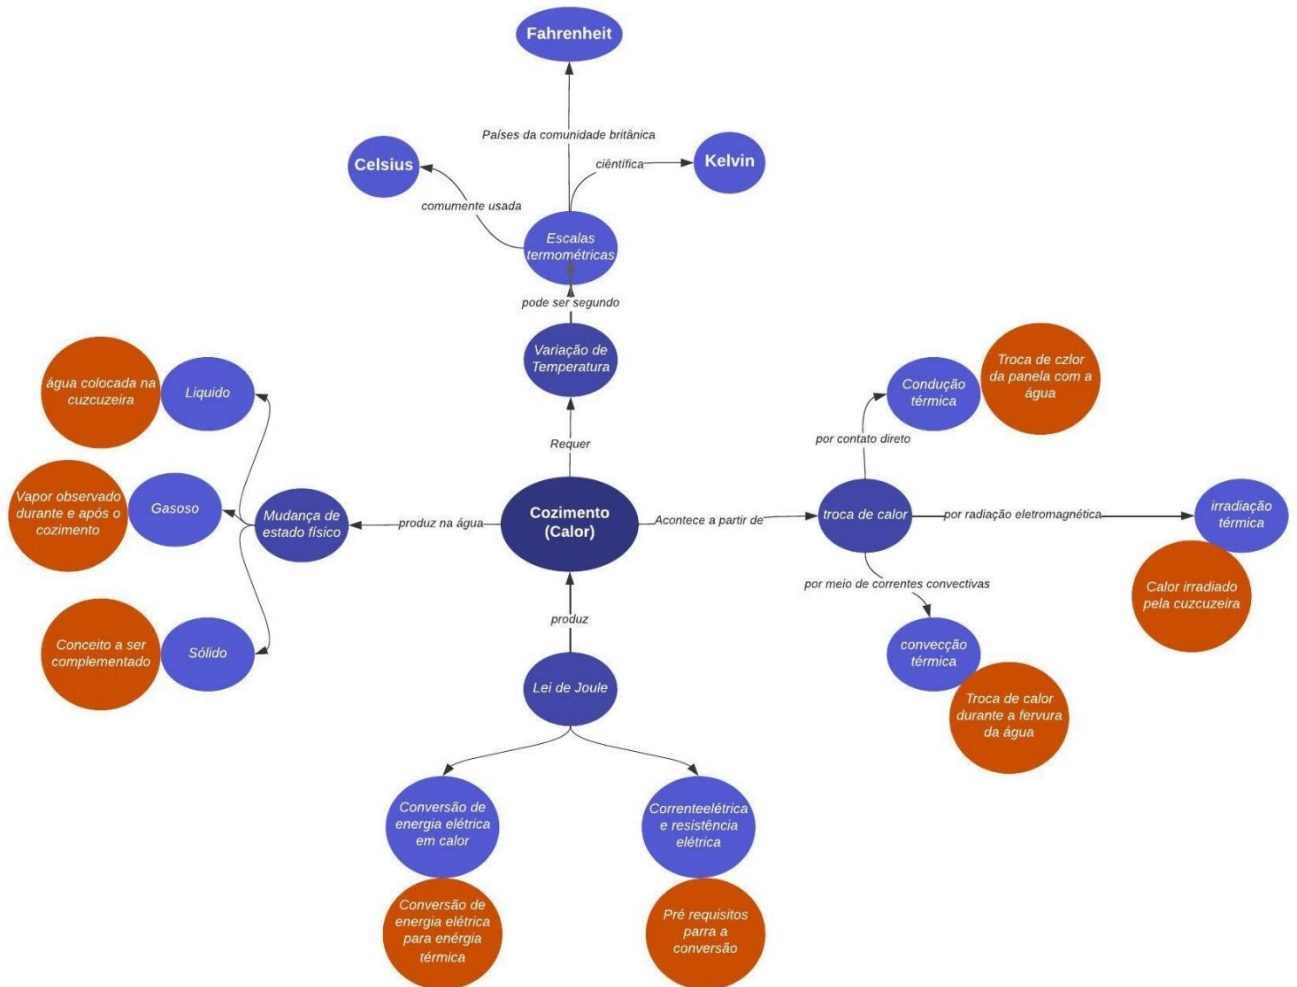 Fahrenheit
Países da comunidade britânica
Celsius
ciêntífica
Kelvin
comumente usada
Escalas
termométricas
pode ser segundo
Variação de
Temperatura
Requer
água colocada na
cuzcuzeira
Liquido
Vapor observado
durante e após o
cozimento
Gasoso
Conceito a ser
complementado
Sólido
Mudança de
estado físico
produz na água
Cozimento
(Calor)
Acontece a partir de
troca de calor
por contato direto
Condução
térmica
Troca de czlor
da panela com a
água
por radiação eletromagnética
irradiação
térmica
Calor irradiado
pela cuzcuzeira
por meio de correntes convectivas
convecção
térmica
Troca de calor
durante a fervura
da água
produz
Lei de Joule
Conversão de
energia elétrica
em calor
Conversão de
energia elétrica
para enérgia
térmica
Correnteelétrica
e resistência
elétrica
Pré requisitos
parra a
conversão